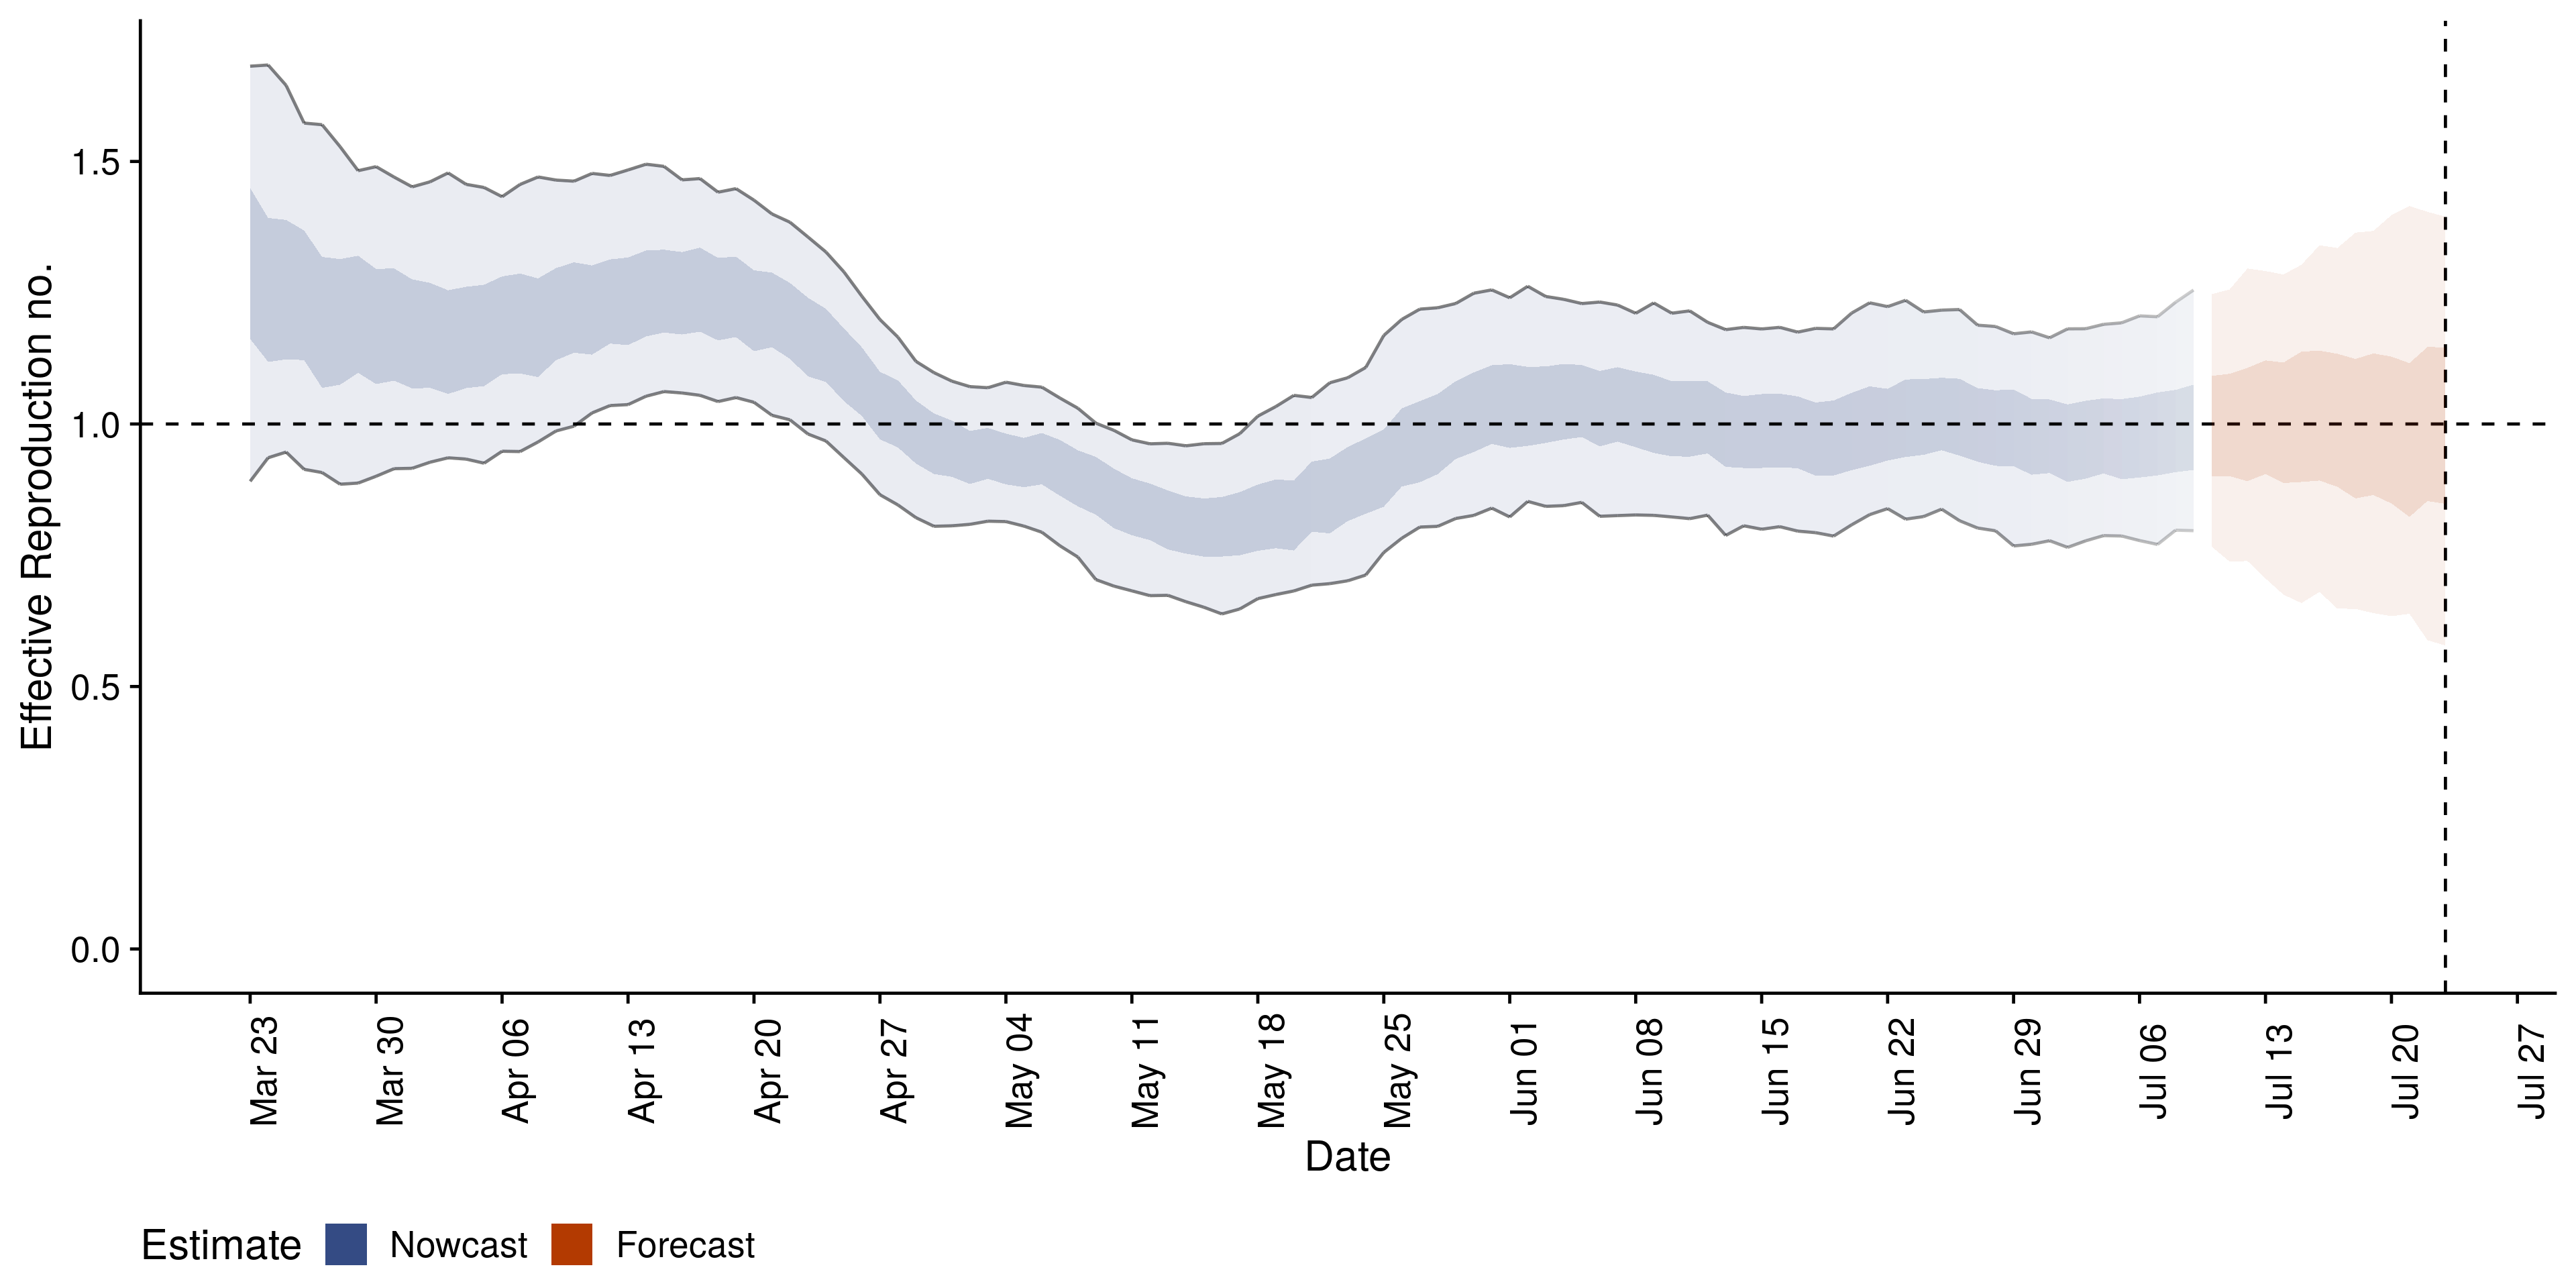 Effective Reproduction no.
1.5
1.0
0.5
0.0
Mar 23
Mar 30
Apr 06
Apr 13
Apr 20
Apr 27
May 04
May 11
May 18
May 25
Jun 01
Jun 08
Jun 15
Jun 22
Jun 29
Jul 06
Jul 13
Jul 20
Jul 27
Date
Estimate Nowcast Forecast